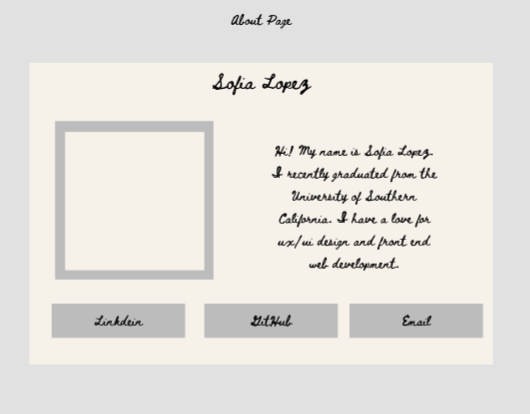 About Page
Sofia Lopez
Hi! My name is Sofia Lopez.
I recently graduated from the
University of Southern
California. I have a love for
ux/ui design and front end
web development.
Linkdein
GitHub
Email